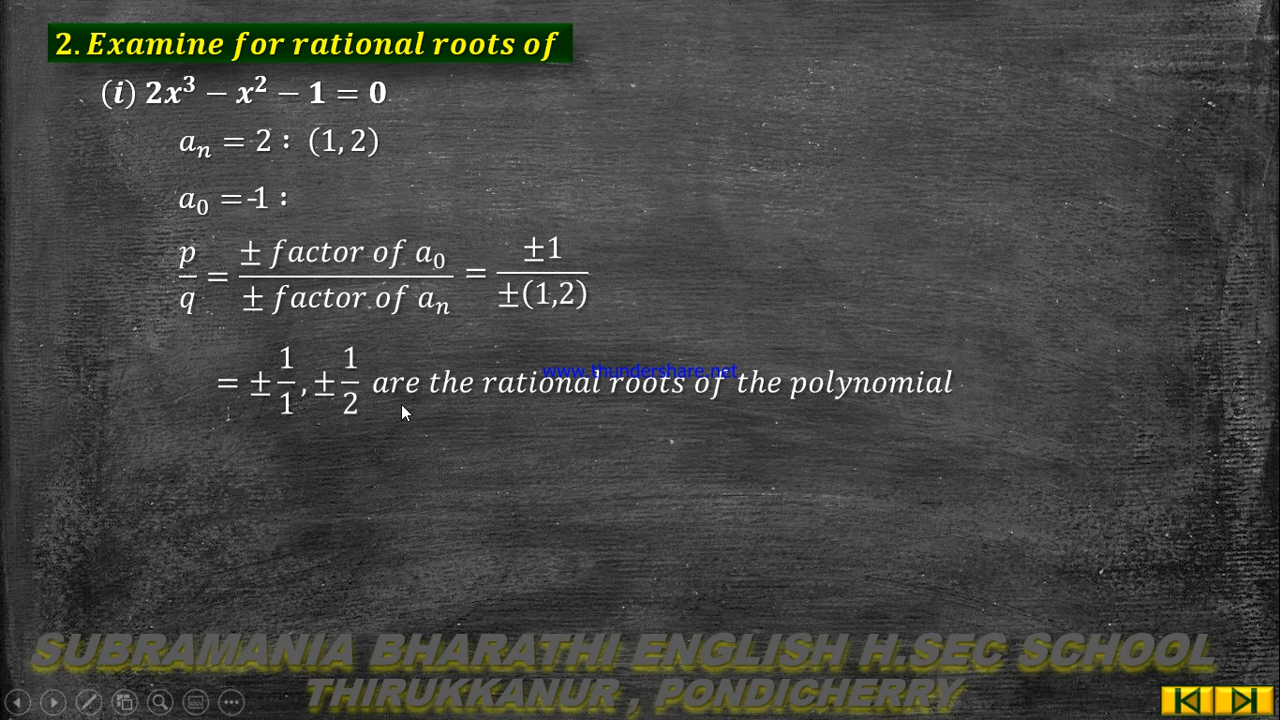 2. Examine for rational roots of
(i) 2x³ − x² − 1 = 0
aₙ = 2 : (1, 2)
a₀ = -1 :
p/q = ± factor of a₀ / ± factor of aₙ = ±1 / ±(1,2)
= ± 1/1 , ± 1/2 are the rational roots of the polynomial
www.thundershare.net
SUBRAMANIA BHARATHI ENGLISH H.SEC SCHOOL
THIRUKKANUR , PONDICHERRY